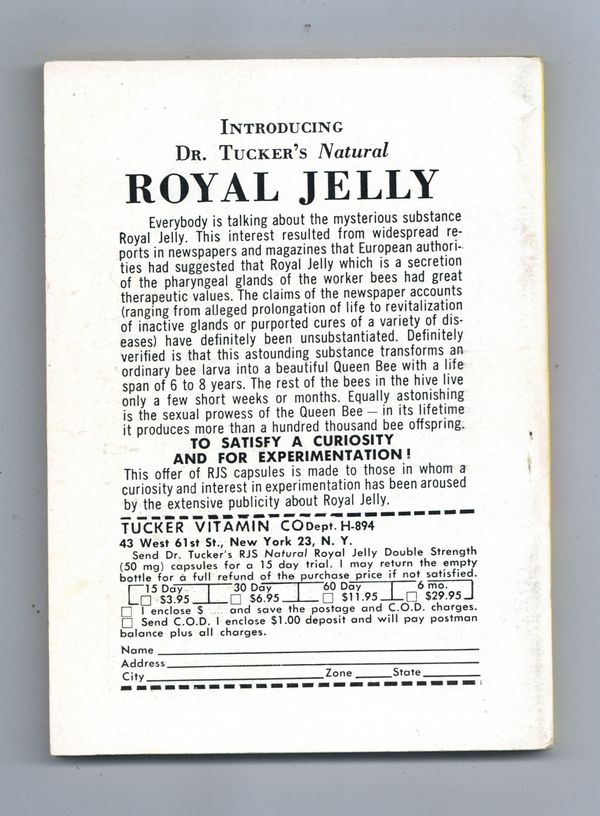 INTRODUCING
DR. TUCKER'S Natural
ROYAL JELLY
Everybody is talking about the mysterious substance
Royal Jelly. This interest resulted from widespread re-
ports in newspapers and magazines that European authori-
ties had suggested that Royal Jelly which is a secretion
of the pharyngeal glands of the worker bees had great
therapeutic values. The claims of the newspaper accounts
(ranging from alleged prolongation of life to revitalization
of inactive glands or purported cures of a variety of dis-
eases) have definitely been unsubstantiated. Definitely
verified is that this astounding substance transforms an
ordinary bee larva into a beautiful Queen Bee with a life
span of 6 to 8 years. The rest of the bees in the hive live
only a few short weeks or months. Equally astonishing
is the sexual prowess of the Queen Bee — in its lifetime
it produces more than a hundred thousand bee offspring.
TO SATISFY A CURIOSITY
AND FOR EXPERIMENTATION!
This offer of RJS capsules is made to those in whom a
curiosity and interest in experimentation has been aroused
by the extensive publicity about Royal Jelly.
TUCKER VITAMIN CO Dept. H-894
43 West 61st St., New York 23, N. Y.
Send Dr. Tucker's RJS Natural Royal Jelly Double Strength
(50 mg) capsules for a 15 day trial. I may return the empty
bottle for a full refund of the purchase price if not satisfied.
15 Day 30 Day 60 Day 6 mo.
$3.95 $6.95 $11.95 $29.95
I enclose $ .... and save the postage and C.O.D. charges.
Send C.O.D. I enclose $1.00 deposit and will pay postman
balance plus all charges.
Name
Address
City Zone State